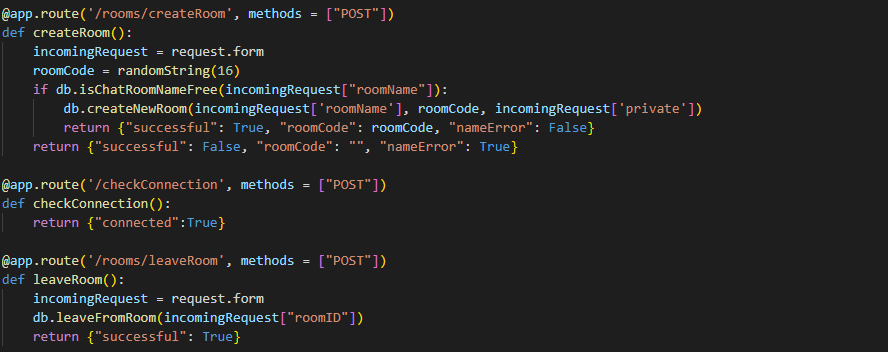 @app.route('/rooms/createRoom', methods = ["POST"])
def createRoom():
    incomingRequest = request.form
    roomCode = randomString(16)
    if db.isChatRoomNameFree(incomingRequest["roomName"]):
        db.createNewRoom(incomingRequest['roomName'], roomCode, incomingRequest['private'])
        return {"successful": True, "roomCode": roomCode, "nameError": False}
    return {"successful": False, "roomCode": "", "nameError": True}

@app.route('/checkConnection', methods = ["POST"])
def checkConnection():
    return {"connected":True}

@app.route('/rooms/leaveRoom', methods = ["POST"])
def leaveRoom():
    incomingRequest = request.form
    db.leaveFromRoom(incomingRequest["roomID"])
    return {"successful": True}